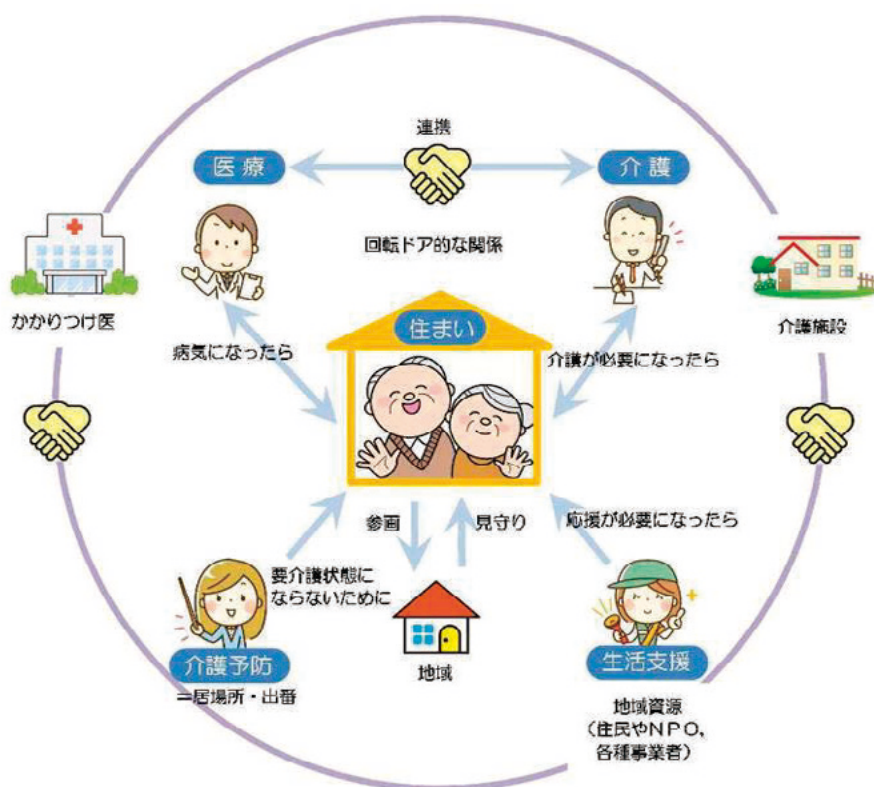 連携
医療
介護
回転ドア的な関係
かかりつけ医
住まい
介護施設
病気になったら
介護が必要になったら
参画
見守り
応援が必要になったら
要介護状態に
ならないために
介護予防
=居場所・出番
地域
生活支援
地域資源
(住民やNPO,
各種事業者)